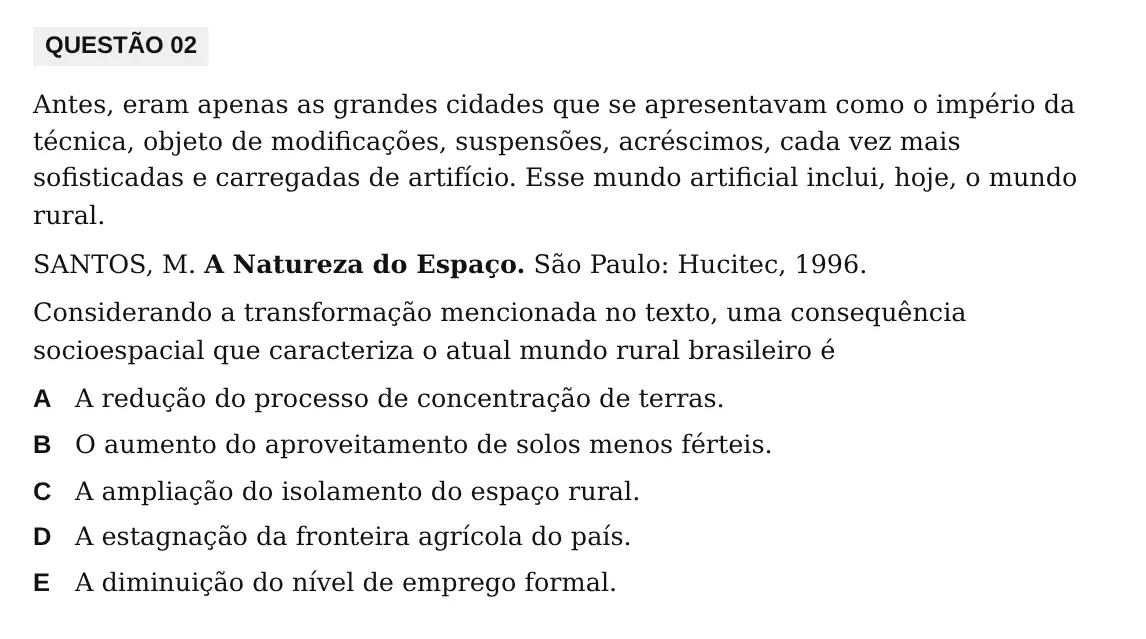 QUESTÃO 02
Antes, eram apenas as grandes cidades que se apresentavam como o império da
técnica, objeto de modificações, suspensões, acréscimos, cada vez mais
sofisticadas e carregadas de artifício. Esse mundo artificial inclui, hoje, o mundo
rural.
SANTOS, M. A Natureza do Espaço. São Paulo: Hucitec, 1996.
Considerando a transformação mencionada no texto, uma consequência
socioespacial que caracteriza o atual mundo rural brasileiro é
A A redução do processo de concentração de terras.
B O aumento do aproveitamento de solos menos férteis.
C A ampliação do isolamento do espaço rural.
D A estagnação da fronteira agrícola do país.
E A diminuição do nível de emprego formal.